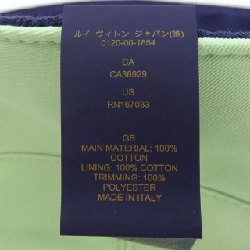 ルイ ヴィトン ジャパン(株)
0120-00-1854
CA
CA36929
US
RN167033
GB
MAIN MATERIAL: 100%
COTTON
LINING: 100% COTTON
TRIMMING: 100%
POLYESTER
MADE IN ITALY